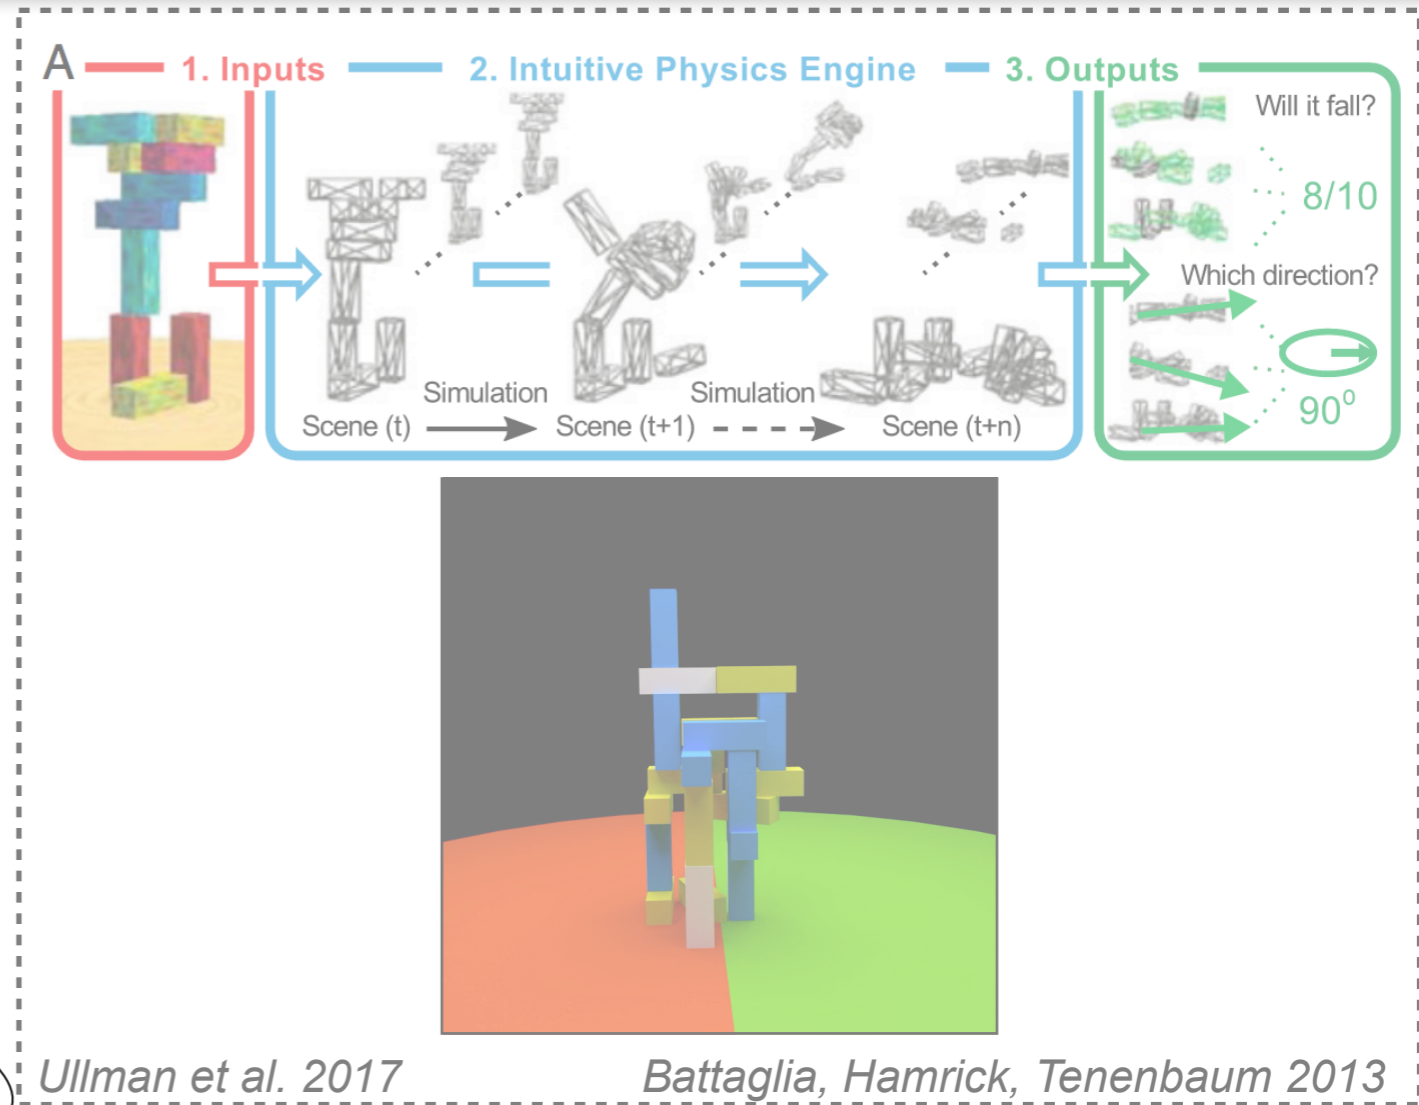 A 1. Inputs 2. Intuitive Physics Engine 3. Outputs
Will it fall?
8/10
Which direction?
90⁰
Simulation Simulation
Scene (t) Scene (t+1) Scene (t+n)
Ullman et al. 2017 Battaglia, Hamrick, Tenenbaum 2013